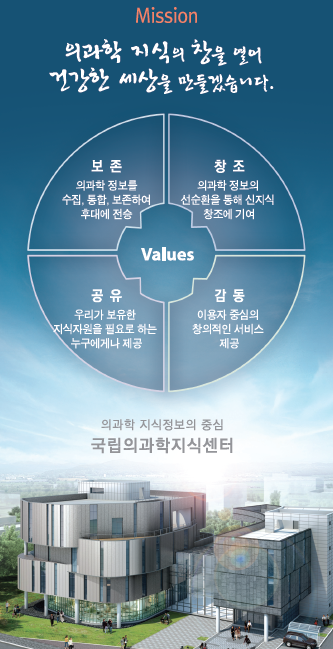 Mission
의과학 지식의 창을 열어
건강한 세상을 만들겠습니다.
보 존
의과학 정보를
수집, 통합, 보존하여
후대에 전승
창 조
의과학 정보의
선순환을 통해 신지식
창조에 기여
Values
공 유
우리가 보유한
지식자원을 필요로 하는
누구에게나 제공
감 동
이용자 중심의
창의적인 서비스
제공
의과학 지식정보의 중심
국립의과학지식센터